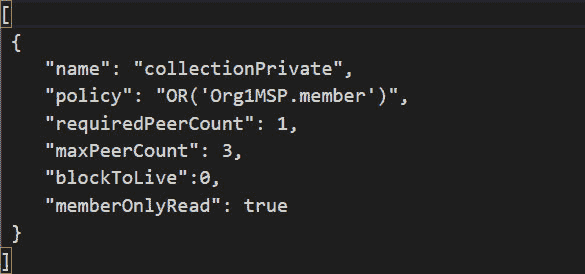 [
{
"name": "collectionPrivate",
"policy": "OR('Org1MSP.member')",
"requiredPeerCount": 1,
"maxPeerCount": 3,
"blockToLive":0,
"memberOnlyRead": true
}
]